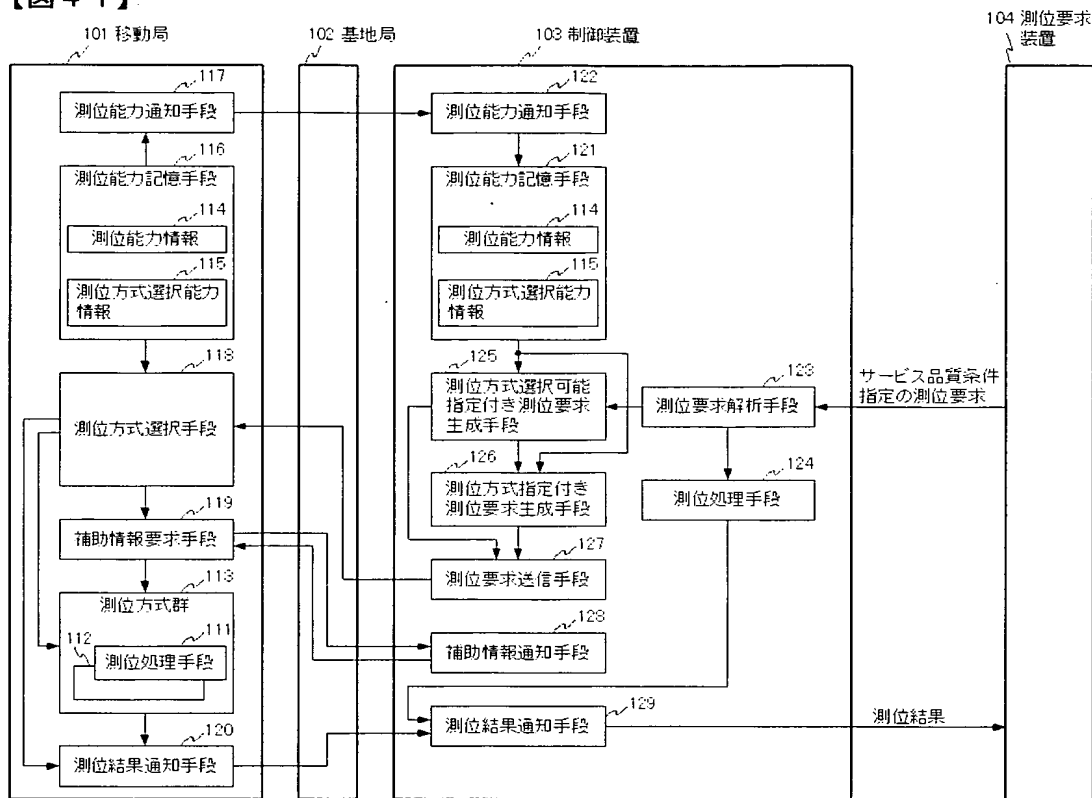 【図41】
101 移動局
102 基地局
103 制御装置
104 測位要求
装置
117
測位能力通知手段
116
測位能力記憶手段
114
測位能力情報
115
測位方式選択能力
情報
118
測位方式選択手段
119
補助情報要求手段
113
測位方式群
112
111
測位処理手段
120
測位結果通知手段
122
測位能力通知手段
121
測位能力記憶手段
114
測位能力情報
115
測位方式選択能力
情報
125
測位方式選択可能
指定付き測位要求
生成手段
123
測位要求解析手段
サービス品質条件
指定の測位要求
126
測位方式指定付き
測位要求生成手段
124
測位処理手段
127
測位要求送信手段
128
補助情報通知手段
129
測位結果通知手段
測位結果